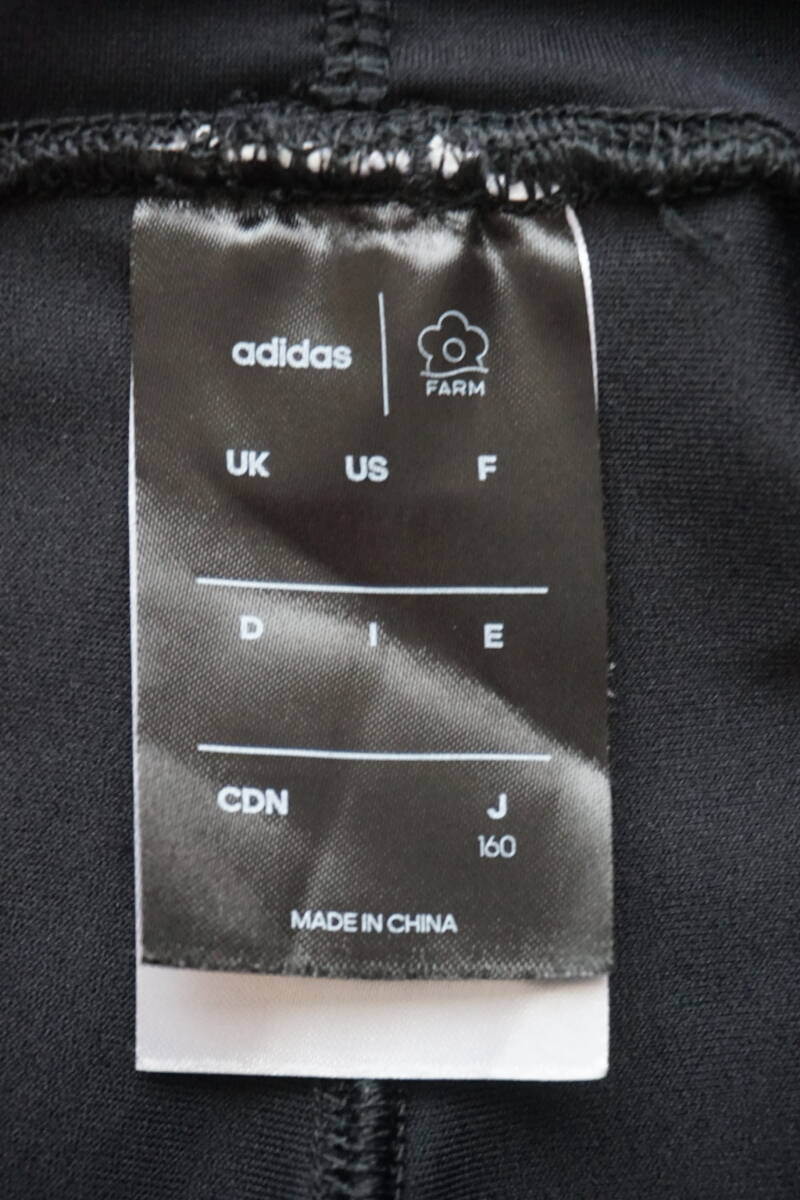 adidas
FARM
UK US F
D I E
CDN J
160
MADE IN CHINA